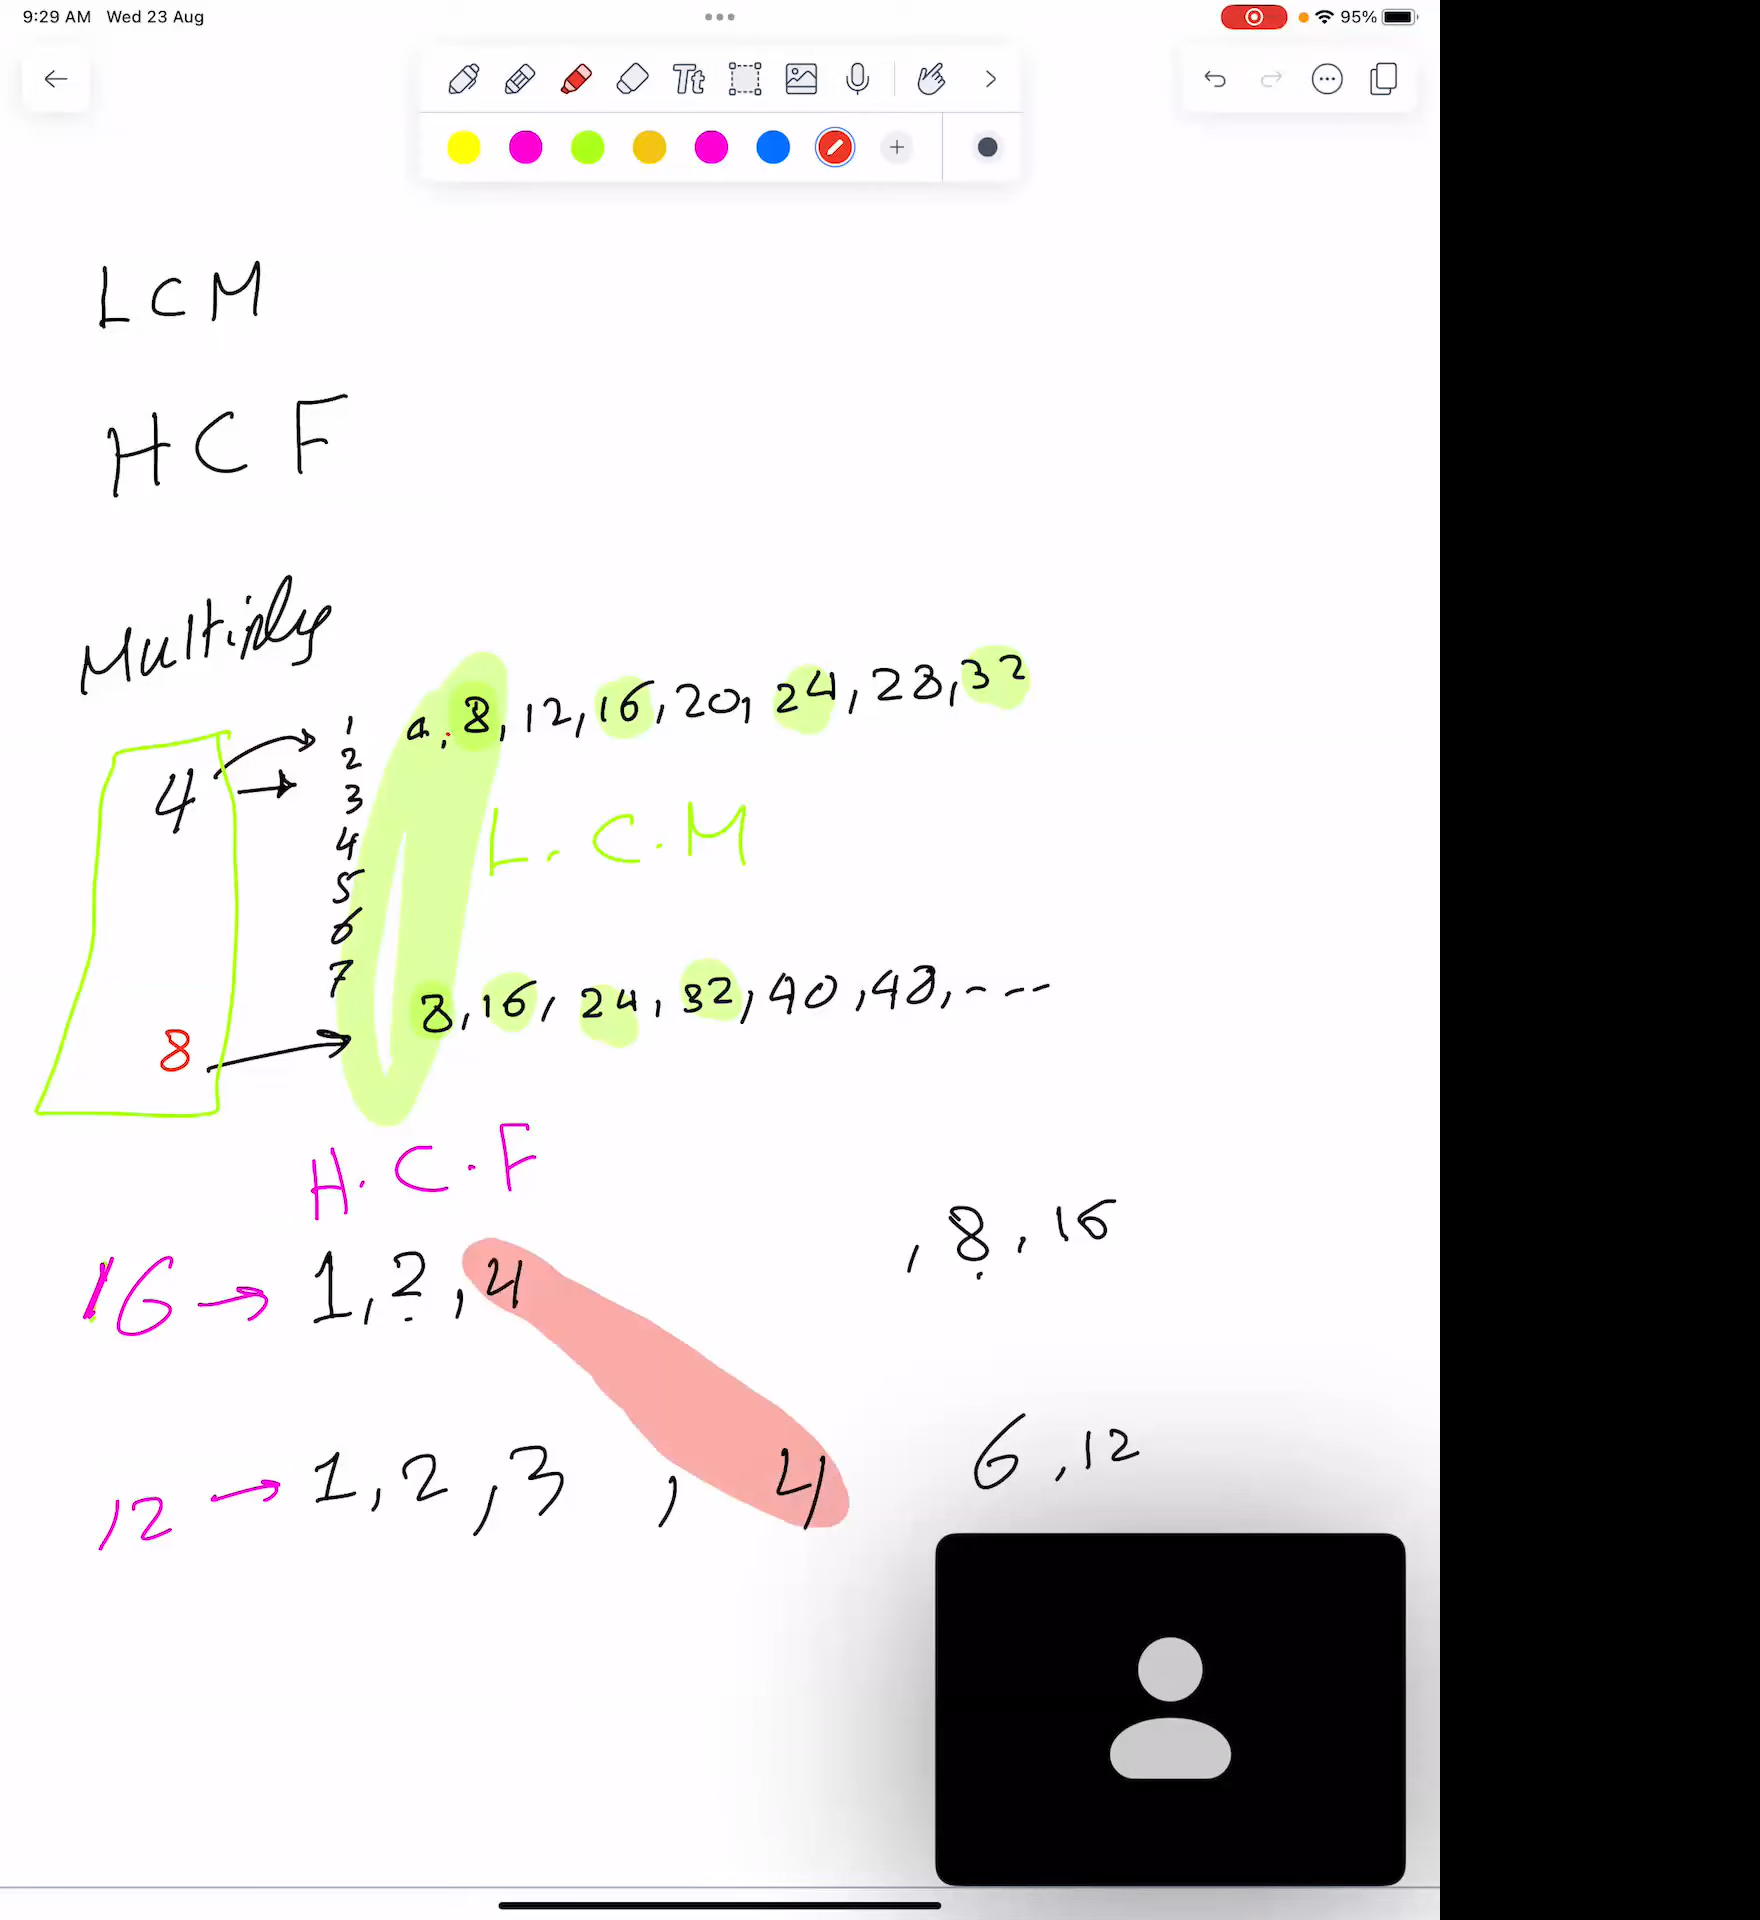 9:29 AM Wed 23 Aug 95%
Tt
LCM
HCF
Multiply
4, 8, 12, 16, 20, 24, 28, 32
1
2
4
3
4
L.C.M
5
6
7
8, 16, 24, 32, 40, 48, ---
8
H.C.F
16 → 1, 2, 4 , 8, 16
12 → 1, 2, 3 , 4 6, 12